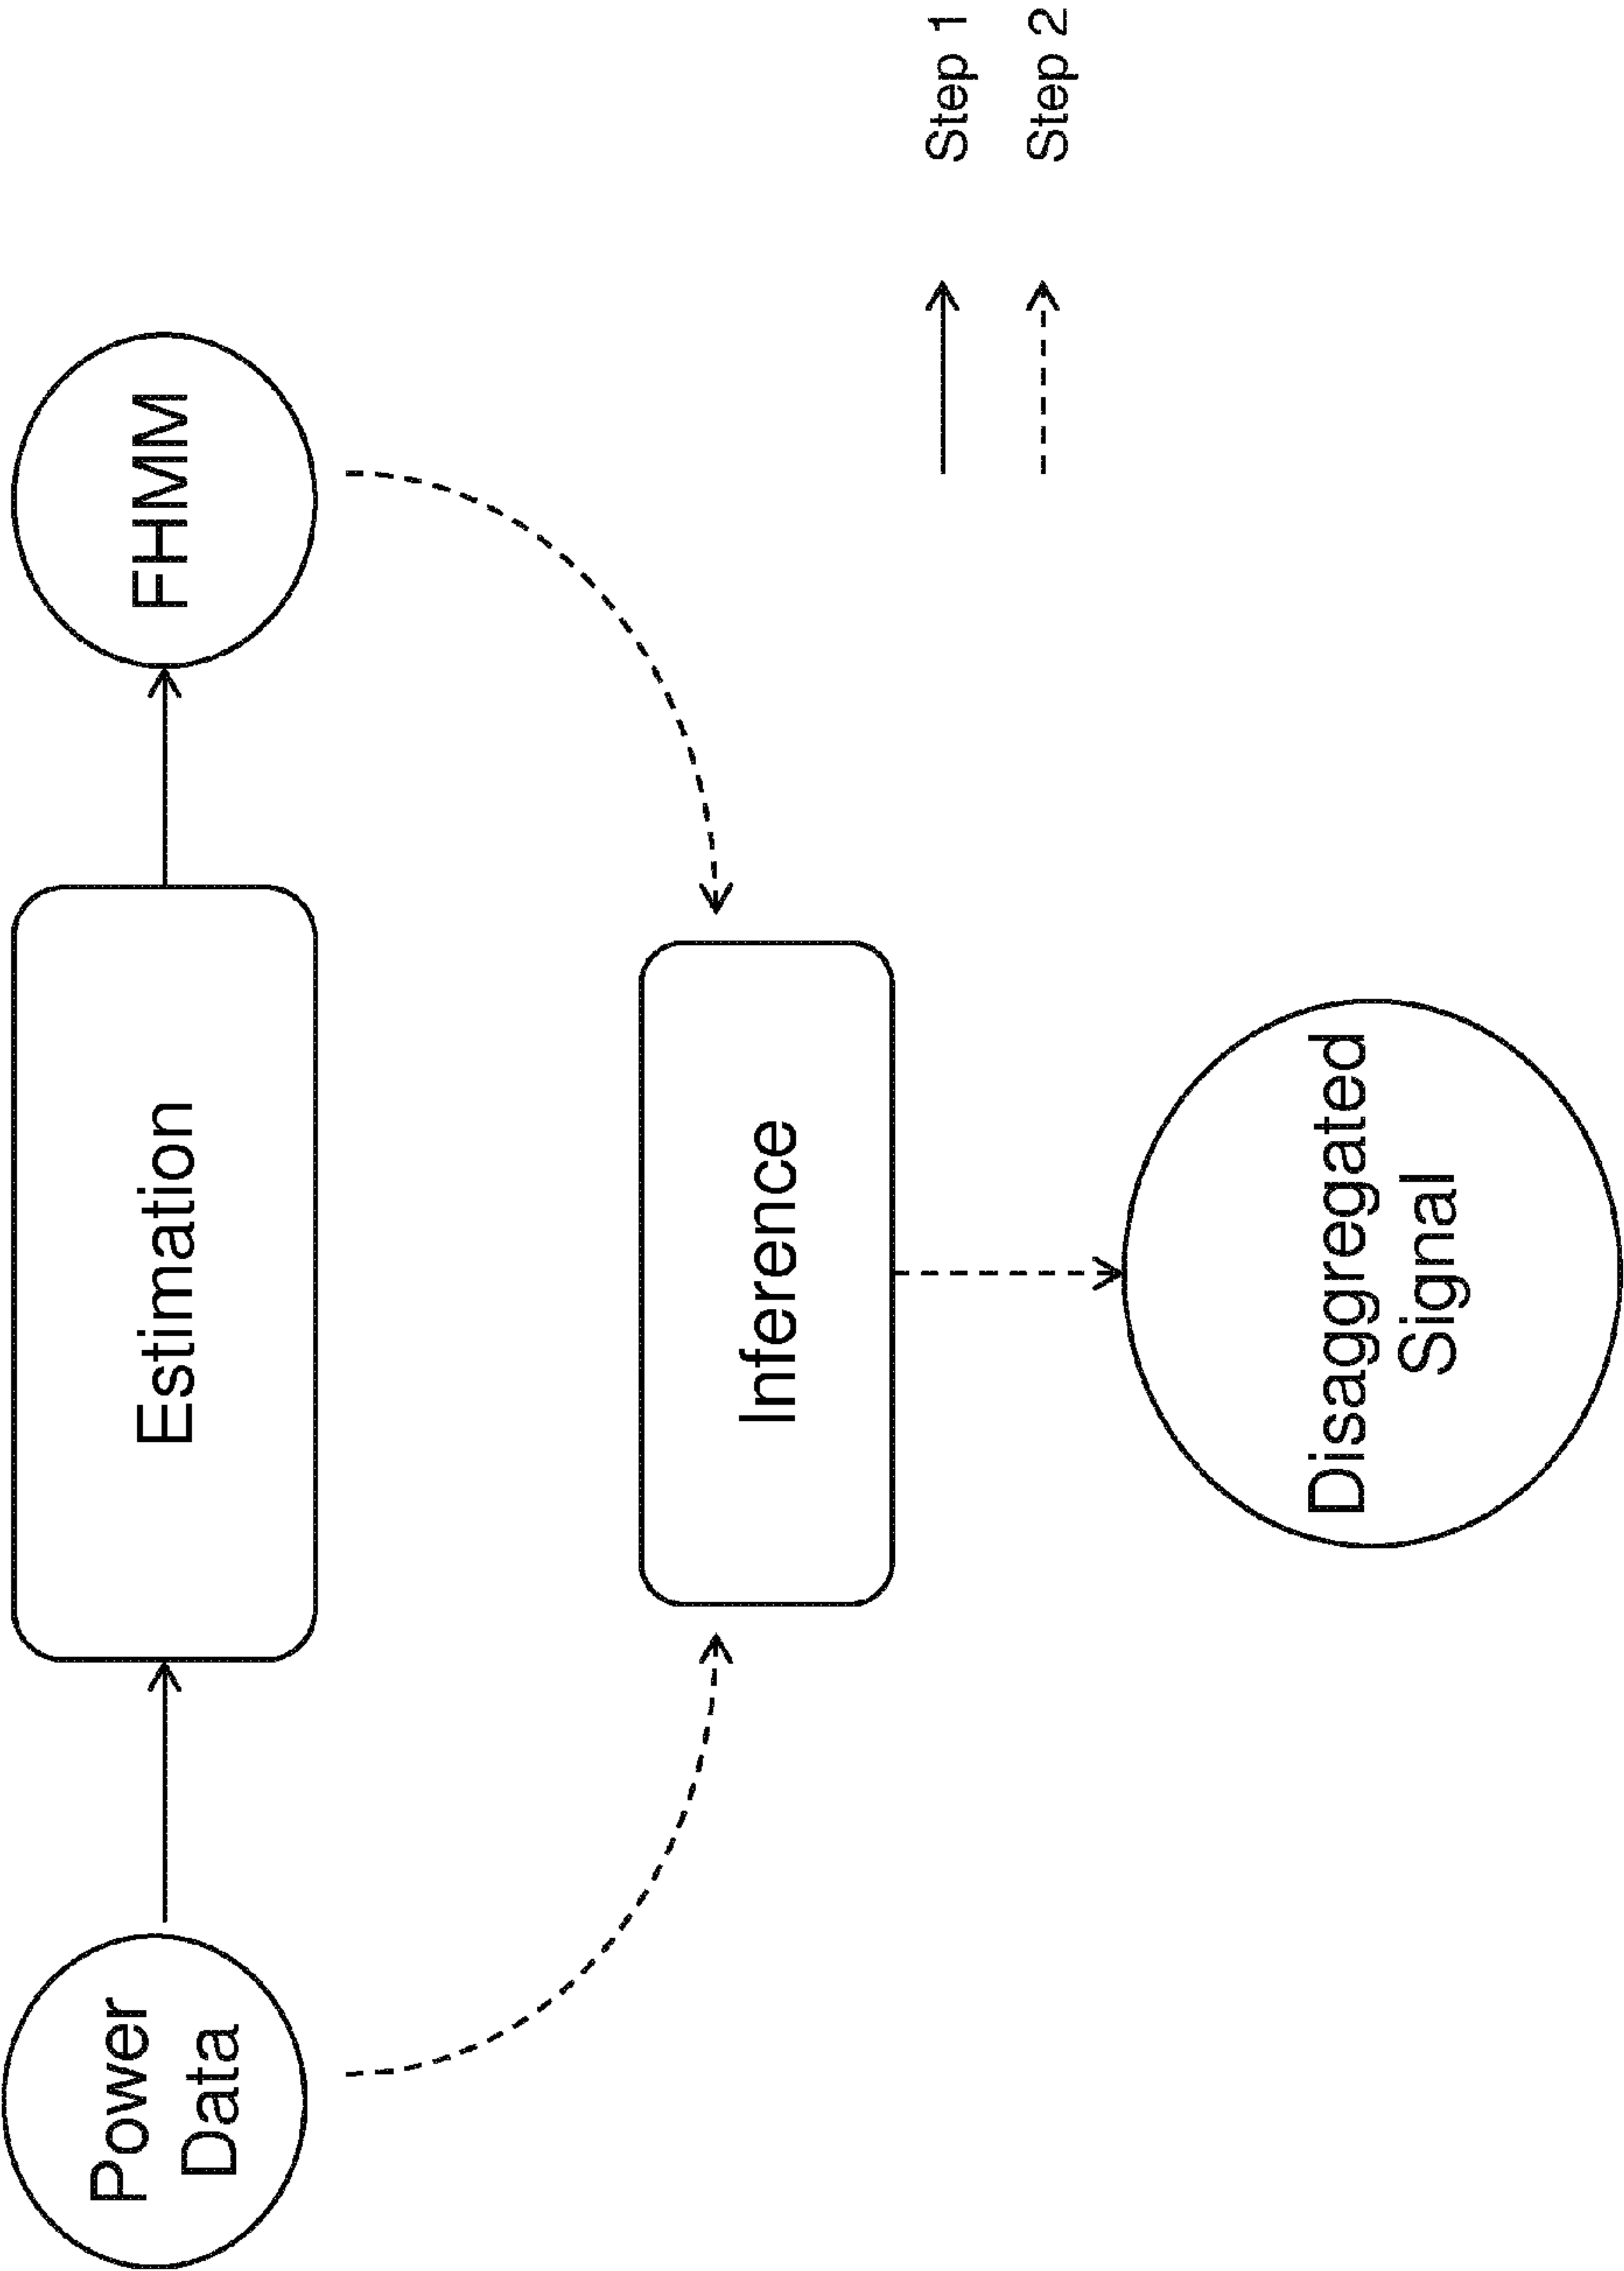 Power
Data
Estimation
FHMM
Inference
Disaggregated
Signal
Step 1
Step 2